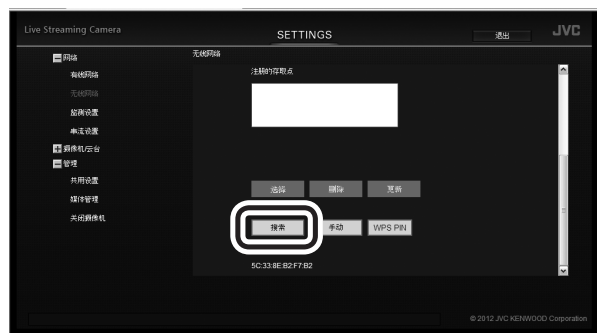 Live Streaming Camera
SETTINGS
退出
JVC
网络
有线网络
无线网络
监测设置
串流设置
摄像机/云台
管理
共用设置
媒体管理
关闭摄像机
无线网络
注册的存取点
选择
删除
更新
搜索
手动
WPS PIN
5C:33:8E:B2:F7:B2
© 2012 JVC KENWOOD Corporation